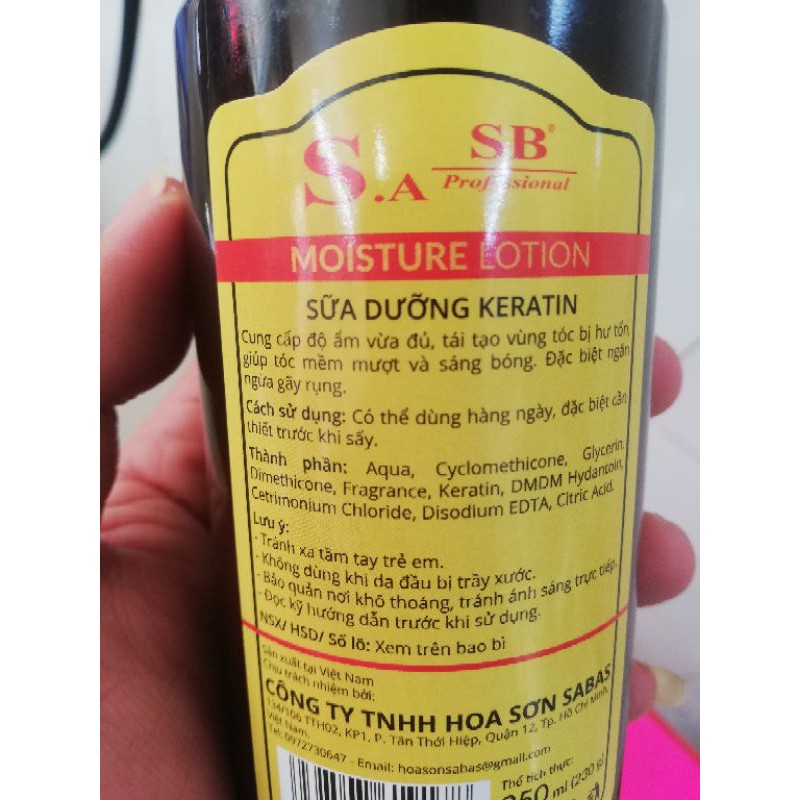 S.A SB®
Professional
MOISTURE LOTION
SỮA DƯỠNG KERATIN
Cung cấp độ ẩm vừa đủ, tái tạo vùng tóc bị hư tổn,
giúp tóc mềm mượt và sáng bóng. Đặc biệt ngăn
ngừa gãy rụng.
Cách sử dụng: Có thể dùng hàng ngày, đặc biệt cần
thiết trước khi sấy.
Thành phần: Aqua, Cyclomethicone, Glycerin,
Dimethicone, Fragrance, Keratin, DMDM Hydantoin,
Cetrimonium Chloride, Disodium EDTA, Citric Acid.
Lưu ý:
- Tránh xa tầm tay trẻ em.
- Không dùng khi da đầu bị trầy xước.
- Bảo quản nơi khô thoáng, tránh ánh sáng trực tiếp.
- Đọc kỹ hướng dẫn trước khi sử dụng.
NSX/ HSD/ Số lô: Xem trên bao bì
Sản xuất tại Việt Nam
Chịu trách nhiệm bởi:
CÔNG TY TNHH HOA SƠN SABAS
134/106 TTH02, KP1, P. Tân Thới Hiệp, Quận 12, Tp. Hồ Chí Minh,
Việt Nam.
Tel: 0972730647 - Email: hoasonsabas@gmail.com
Thể tích thực:
250 ml (230 g)